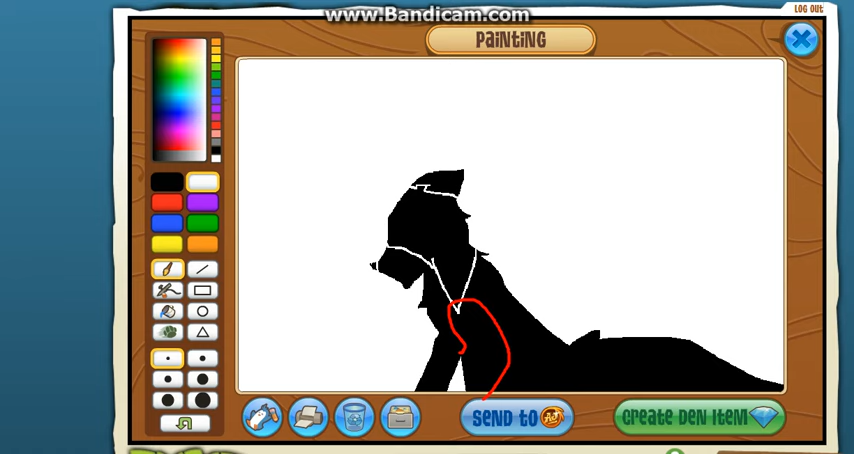 www.Bandicam.com
LOG OUT
PAiNTiNG
SEND TO
CREATE DEN ITEM